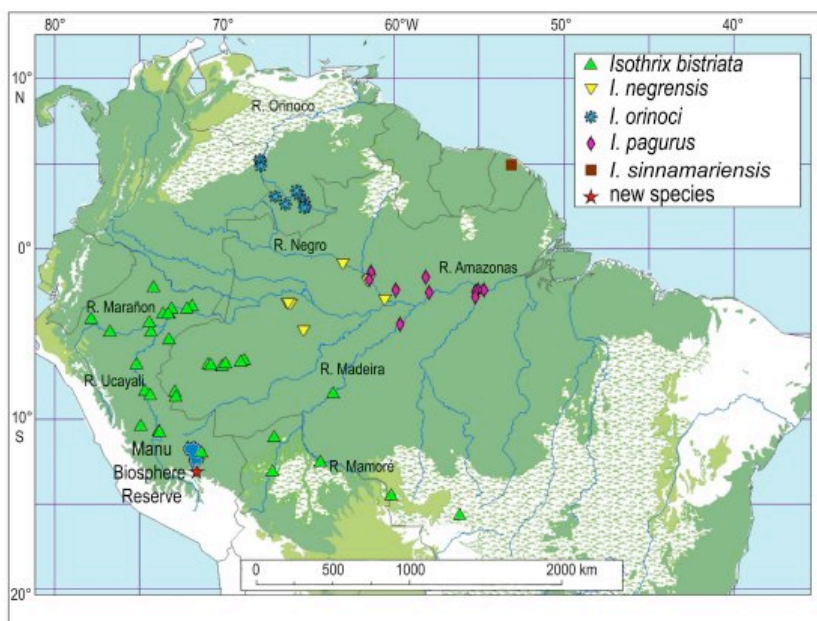 80°
70°
60°W
50°
40°
10°
N
0°
10°
S
20°
Isothrix bistriata
I. negrensis
I. orinoci
I. pagurus
I. sinnamariensis
new species
R. Orinoco
R. Negro
R. Amazonas
R. Marañon
R. Ucayali
R. Madeira
R. Mamoré
Manu
Biosphere
Reserve
0
500
1000
2000 km